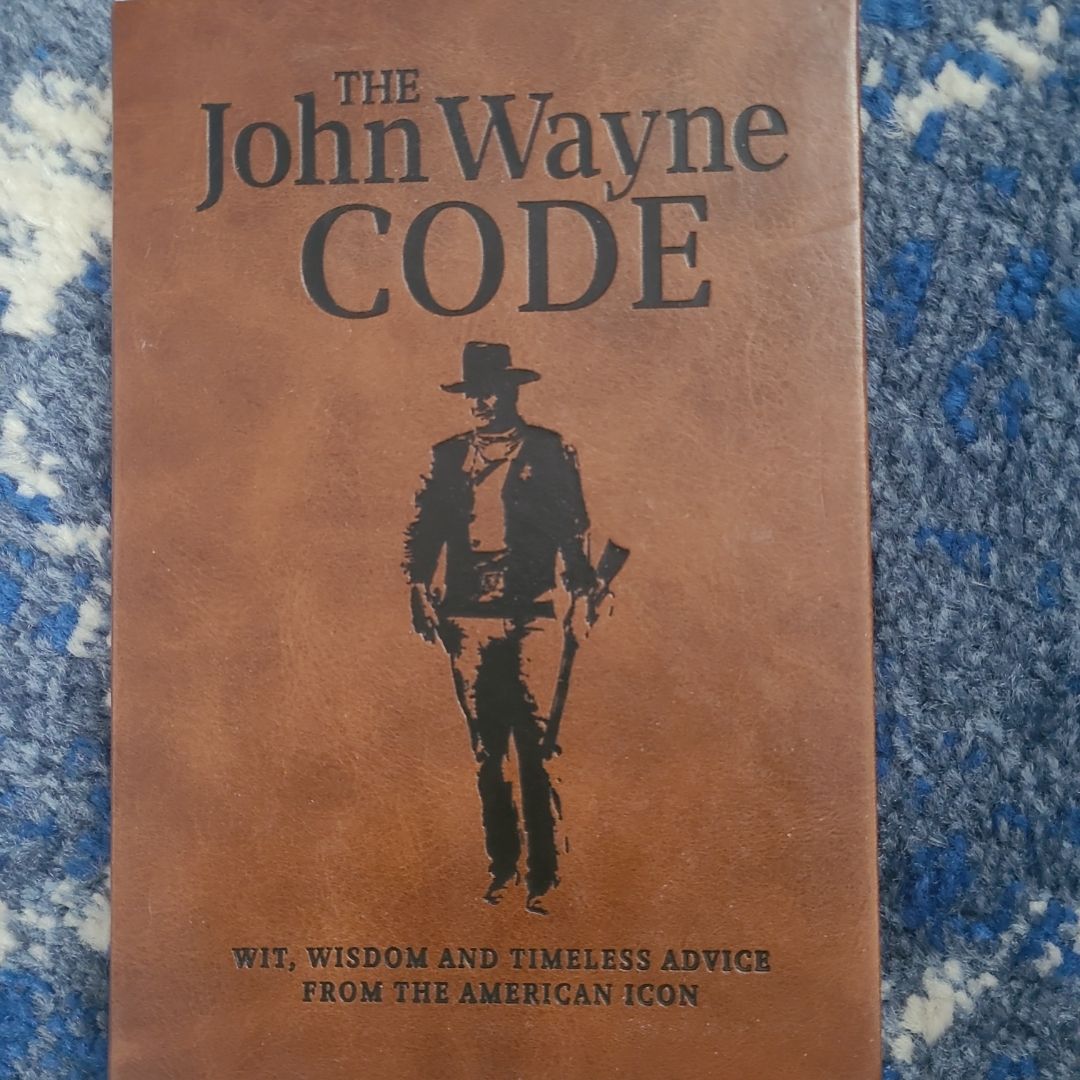 THE
John Wayne
CODE
WIT, WISDOM AND TIMELESS ADVICE
FROM THE AMERICAN ICON